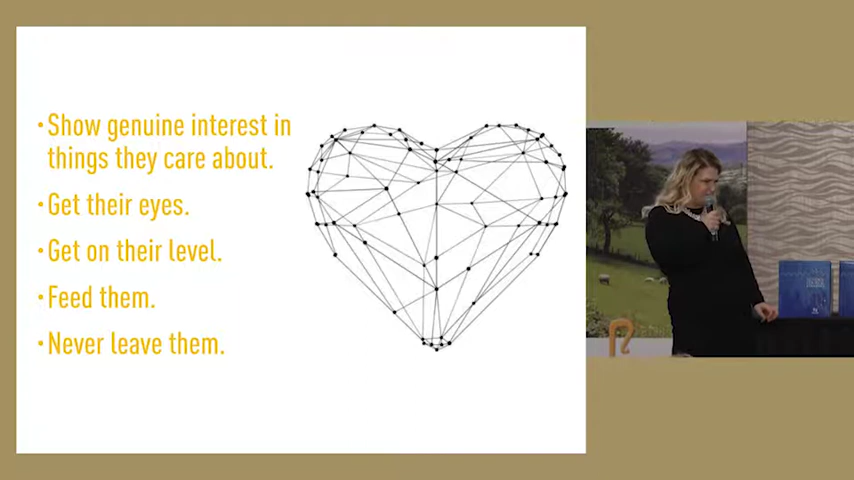 •Show genuine interest in
things they care about.
•Get their eyes.
•Get on their level.
•Feed them.
•Never leave them.